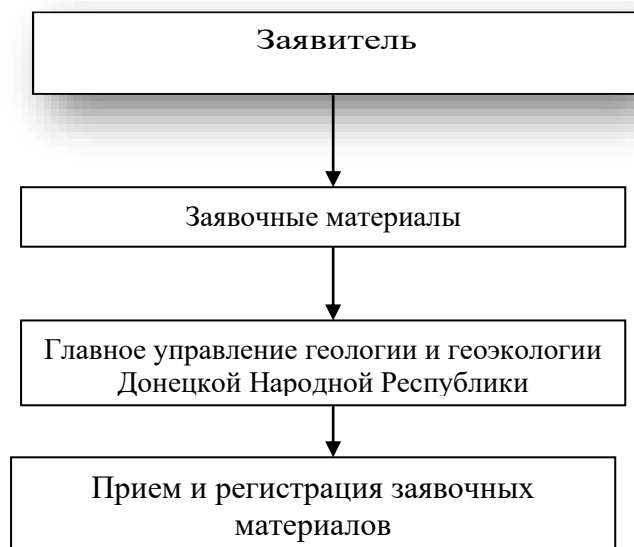 Заявитель
Заявочные материалы
Главное управление геологии и геоэкологии
Донецкой Народной Республики
Прием и регистрация заявочных
материалов